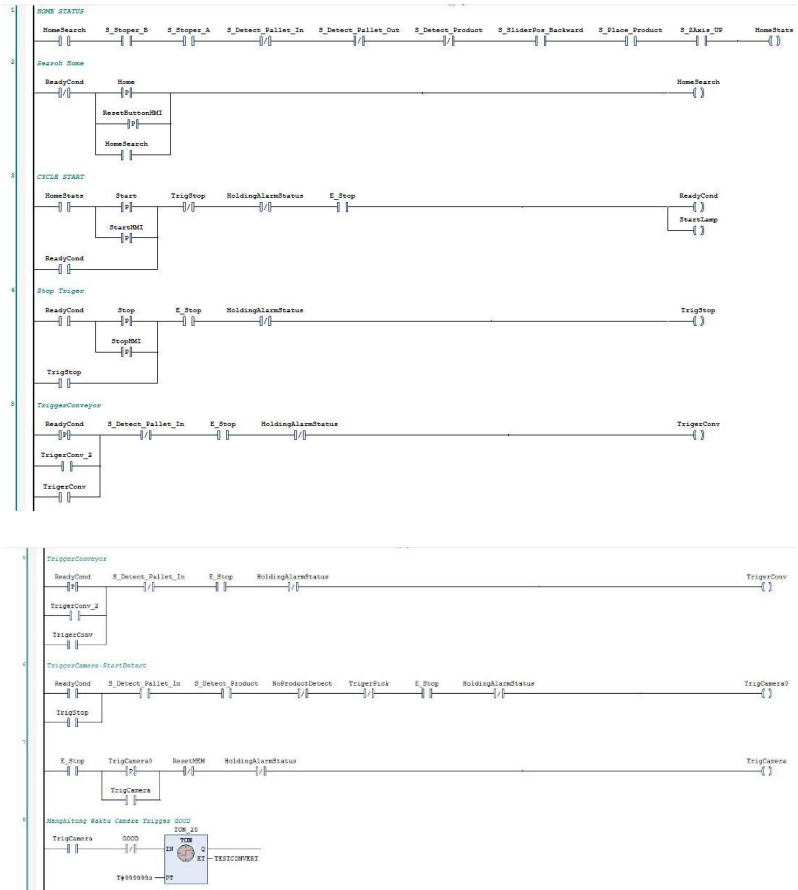 1
HOME STATUS
HomeSearch S_Stoper_B S_Stoper_A S_Detect_Pallet_In S_Detect_Pallet_Out S_Detect_Product S_SliderPos_Backward S_Place_Product S_ZAxis_UP HomeStats
2
Search Home
ReadyCond Home HomeSearch
P
ResetButtonHMI
P
HomeSearch
3
CYCLE START
HomeStats Start TrigStop HoldingAlarmStatus E_Stop ReadyCond
P
StartLamp
StartHMI
P
ReadyCond
4
Stop Triger
ReadyCond Stop E_Stop HoldingAlarmStatus TrigStop
P
StopHMI
P
TrigStop
5
TriggerConveyor
ReadyCond S_Detect_Pallet_In E_Stop HoldingAlarmStatus TrigerConv
P
TrigerConv_2
TrigerConv
5
TriggerConveyor
ReadyCond S_Detect_Pallet_In E_Stop HoldingAlarmStatus TrigerConv
P
TrigerConv_2
TrigerConv
6
TriggerCamera-StartDetect
ReadyCond S_Detect_Pallet_In S_Detect_Product NoProductDetect TrigerPick E_Stop HoldingAlarmStatus TrigCamera0
TrigStop
7
E_Stop TrigCamera0 ResetMEM HoldingAlarmStatus TrigCamera
P
TrigCamera
8
Menghitung Waktu Camera Trigger GOOD
TON_20
TrigCamera GOOD TON
IN Q
ET TESTCONVERT
T#999999s PT